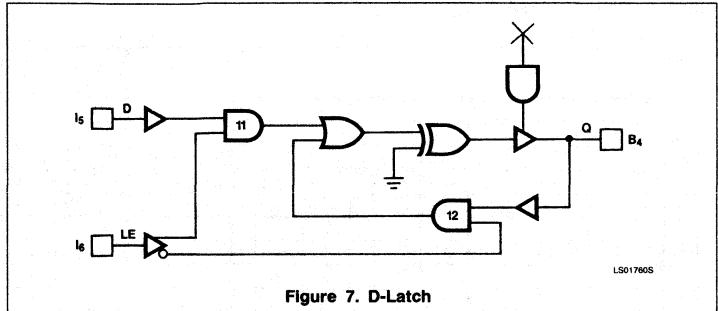 I5
D
11
I6
LE
12
Q
B4
LS01760S
Figure 7. D-Latch